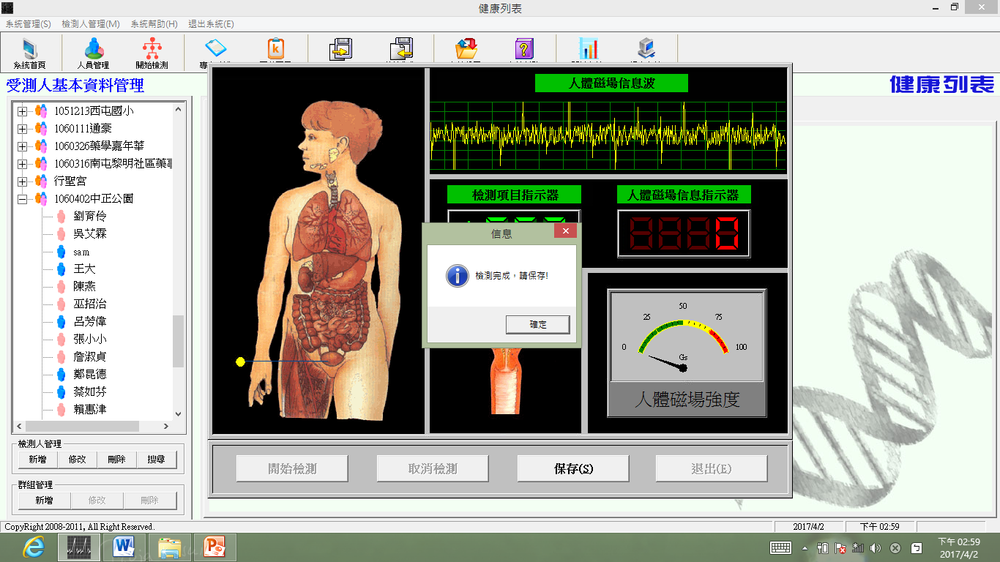 健康列表
系統管理(S) 檢測人管理(M) 系統幫助(H) 退出系統(E)
系統首頁 人員管理 開始檢測
受測人基本資料管理
健康列表
1051213西屯國小
1060111通豪
1060326藥學嘉年華
1060316南屯黎明社區藥事
行聖宮
1060402中正公園
劉育伶
吳艾霖
sam
王大
陳燕
巫招治
呂芳偉
張小小
詹淑貞
鄭昆德
蔡如芬
賴惠津
檢測人管理
新增 修改 刪除 搜尋
群組管理
新增 修改 刪除
人體磁場信息波
檢測項目指示器
人體磁場信息指示器
0
信息
檢測完成，請保存!
確定
0 25 50 75 100
Gs
人體磁場強度
開始檢測 取消檢測 保存(S) 退出(E)
CopyRight 2008-2011, All Right Reserved.
2017/4/2 下午 02:59
下午 02:59
2017/4/2